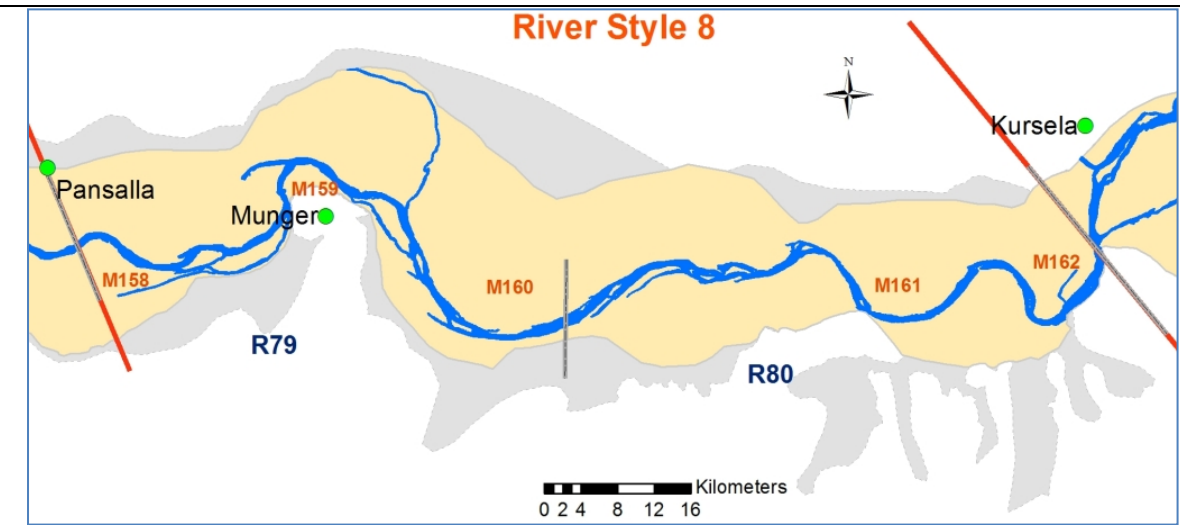 River Style 8
N
Kursela
Pansalla
M159
Munger
M158
M160
M161
M162
R79
R80
Kilometers
0 2 4 8 12 16